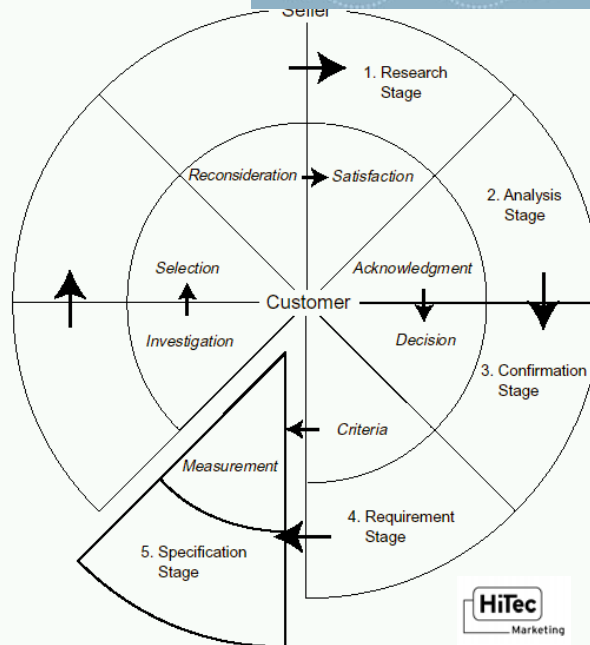 Seller
1. Research
Stage
Reconsideration
Satisfaction
2. Analysis
Stage
Selection
Acknowledgment
Customer
Investigation
Decision
3. Confirmation
Stage
Criteria
Measurement
4. Requirement
Stage
5. Specification
Stage
HiTec
Marketing